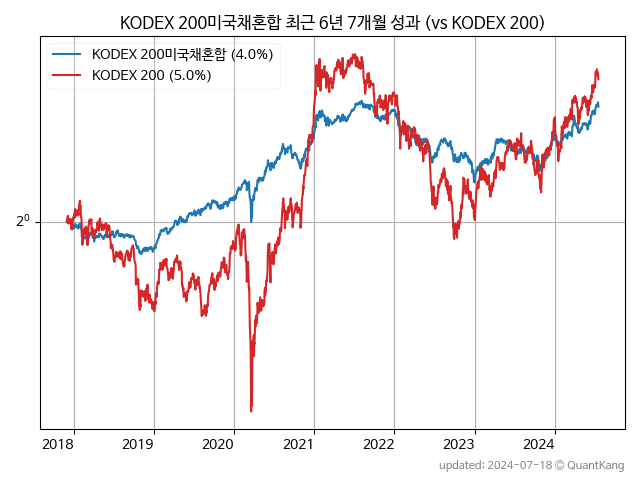 KODEX 200미국채혼합 최근 6년 7개월 성과 (vs KODEX 200)
KODEX 200미국채혼합 (4.0%)
KODEX 200 (5.0%)
2⁰
2018 2019 2020 2021 2022 2023 2024
updated: 2024-07-18 © QuantKang